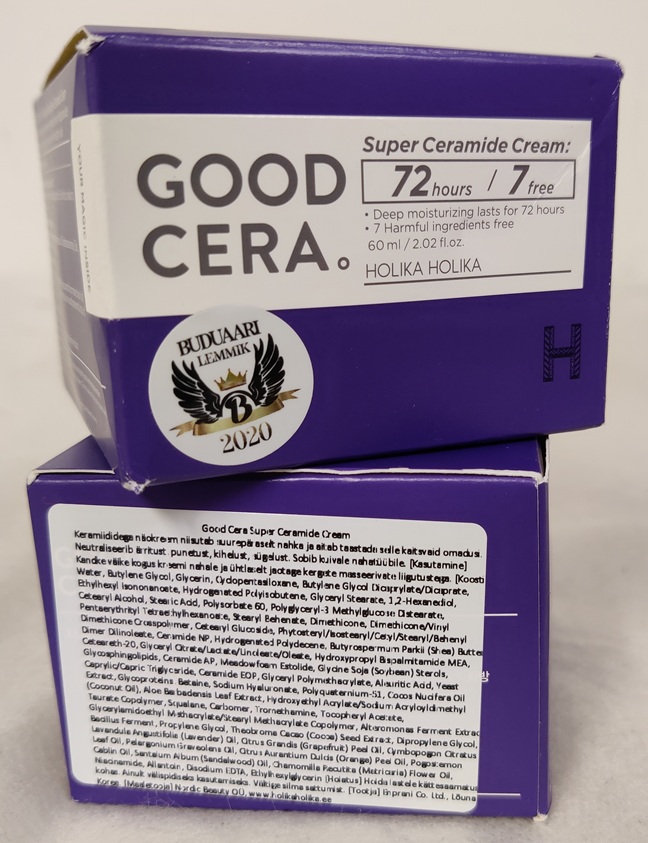 GOOD
CERA.
Super Ceramide Cream:
72 hours / 7 free
• Deep moisturizing lasts for 72 hours
• 7 Harmful ingredients free
60 ml / 2.02 fl.oz.
HOLIKA HOLIKA
YOUR MAGIC INSIDE
H
BUDUAARI
LEMMIK
B
2020
Good Cera Super Ceramide Cream
Keramiididega näokreem niisutab suurepäraselt nahka ja aitab taastada selle kaitsvaid omadusi.
Neutraliseerib ärritust, punetust, kihelust, sügelust. Sobib kuivale nahatüübile. [Kasutamine]
Kandke väike kogus kreemi nahale ja ühtlaselt jaotage kergete masseerivate liigutustega. [Koosti
Water, Butylene Glycol, Glycerin, Cyclopentasiloxane, Butylene Glycol Dicaprylate/Dicaprate,
Ethylhexyl Isononanoate, Hydrogenated Polyisobutene, Glyceryl Stearate, 1,2-Hexanediol,
Cetearyl Alcohol, Stearic Acid, Polysorbate 60, Polyglyceryl-3 Methylglucose Distearate,
Pentaerythrityl Tetraethylhexanoate, Stearyl Behenate, Dimethicone, Dimethicone/Vinyl
Dimethicone Crosspolymer, Cetearyl Glucoside, Phytosteryl/Isostearyl/Cetyl/Stearyl/Behenyl
Dimer Dilinoleate, Ceramide NP, Hydrogenated Polydecene, Butyrospermum Parkii (Shea) Butter
Ceteareth-20, Glyceryl Citrate/Lactate/Linoleate/Oleate, Hydroxypropyl Bispalmitamide MEA,
Glycosphingolipids, Ceramide AP, Meadowfoam Estolide, Glycine Soja (Soybean) Sterols,
Caprylic/Capric Triglyceride, Ceramide EOP, Glyceryl Polymethacrylate, Aleuritic Acid, Yeast
Extract, Glycoproteins, Betaine, Sodium Hyaluronate, Polyquaternium-51, Cocos Nucifera Oil
(Coconut Oil), Aloe Barbadensis Leaf Extract, Hydroxyethyl Acrylate/Sodium Acryloyldimethyl
Taurate Copolymer, Squalane, Carbomer, Tromethamine, Tocopheryl Acetate,
Glycerylamidoethyl Methacrylate/Stearyl Methacrylate Copolymer, Alteromonas Ferment Extrac
Bacillus Ferment, Propylene Glycol, Theobroma Cacao (Cocoa) Seed Extract, Dipropylene Glycol,
Lavandula Angustifolia (Lavender) Oil, Citrus Grandis (Grapefruit) Peel Oil, Cymbopogon Citratus
Leaf Oil, Pelargonium Graveolens Oil, Citrus Aurantium Dulcis (Orange) Peel Oil, Pogostemon
Cablin Oil, Santalum Album (Sandalwood) Oil, Chamomilla Recutita (Matricaria) Flower Oil,
Niacinamide, Allantoin, Disodium EDTA, Ethylhexylglycerin [Hoiatus] Hoida lastele kättesaamatus
kohas. Ainult välispidiseks kasutamiseks. Vältige silma sattumist. [Tootja] Enprani Co. Ltd., Lõuna
Korea. [Maaletooja] Nordic Beauty OÜ, www.holikaholika.ee